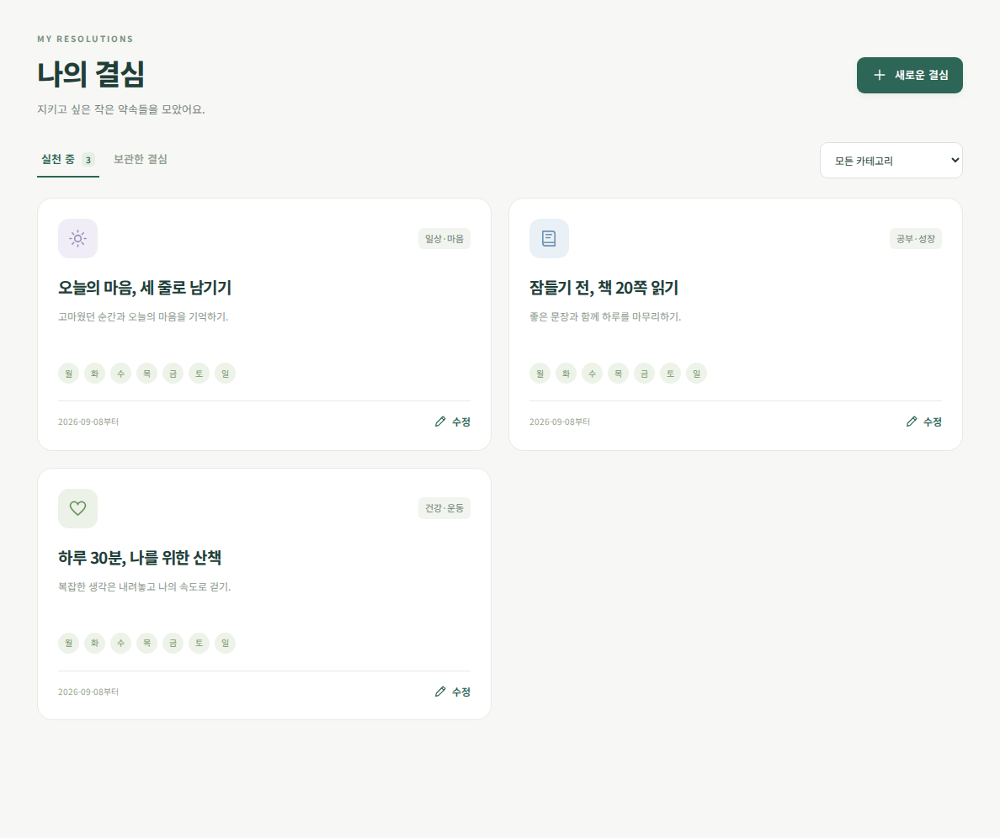 MY RESOLUTIONS
나의 결심
지키고 싶은 작은 약속들을 모았어요.
새로운 결심
실천 중 3 보관한 결심
모든 카테고리
일상·마음
오늘의 마음, 세 줄로 남기기
고마웠던 순간과 오늘의 마음을 기억하기.
월 화 수 목 금 토 일
2026-09-08부터 수정
공부·성장
잠들기 전, 책 20쪽 읽기
좋은 문장과 함께 하루를 마무리하기.
월 화 수 목 금 토 일
2026-09-08부터 수정
건강·운동
하루 30분, 나를 위한 산책
복잡한 생각은 내려놓고 나의 속도로 걷기.
월 화 수 목 금 토 일
2026-09-08부터 수정